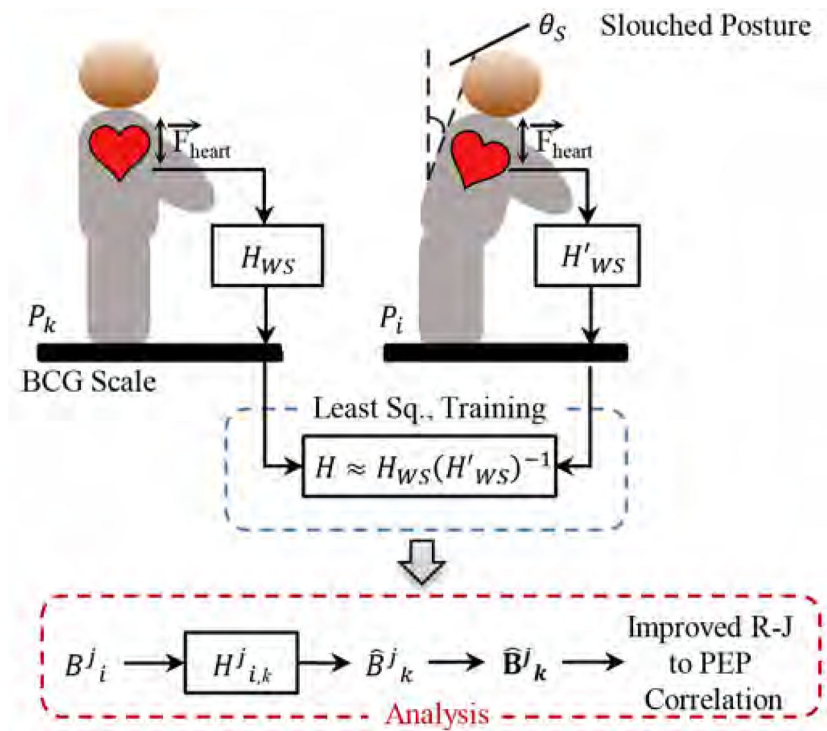 θ_S Slouched Posture
F_heart
F_heart
H_WS
H'_WS
P_k
P_i
BCG Scale
Least Sq., Training
H ≈ H_WS(H'_WS)^−1
B^j_i
H^j_i,k
B̂^j_k
B̂^j_k
Improved R-J
to PEP
Correlation
Analysis